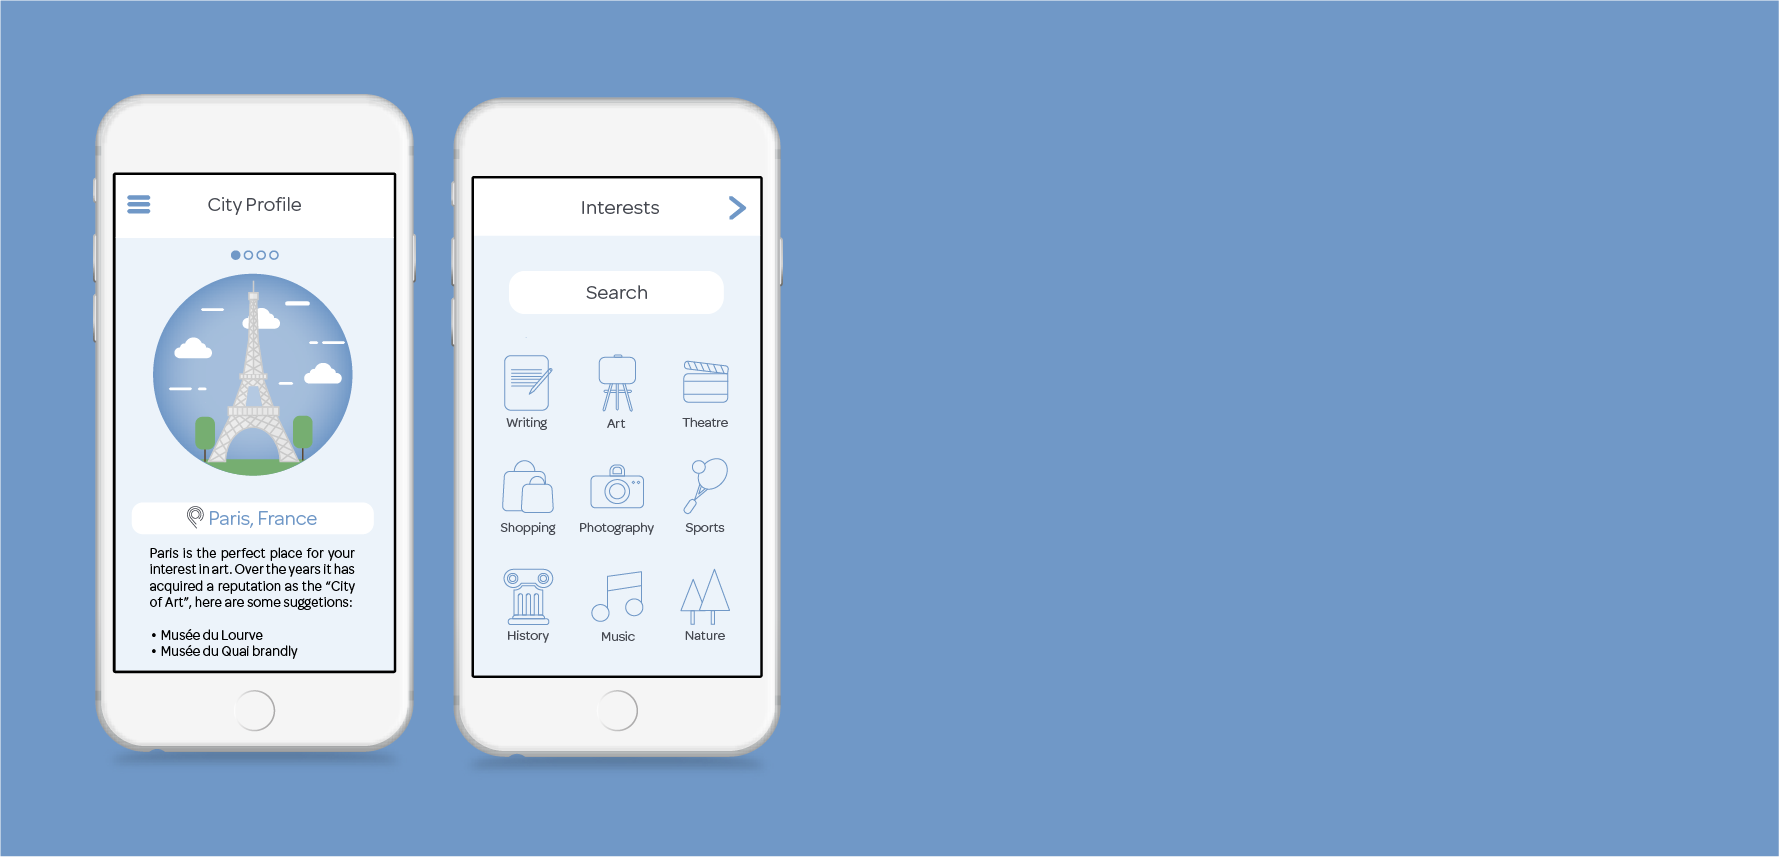 City Profile
Paris, France
Paris is the perfect place for your
interest in art. Over the years it has
acquired a reputation as the “City
of Art”, here are some suggetions:
• Musée du Lourve
• Musée du Quai brandly
Interests
Search
Writing
Art
Theatre
Shopping
Photography
Sports
History
Music
Nature